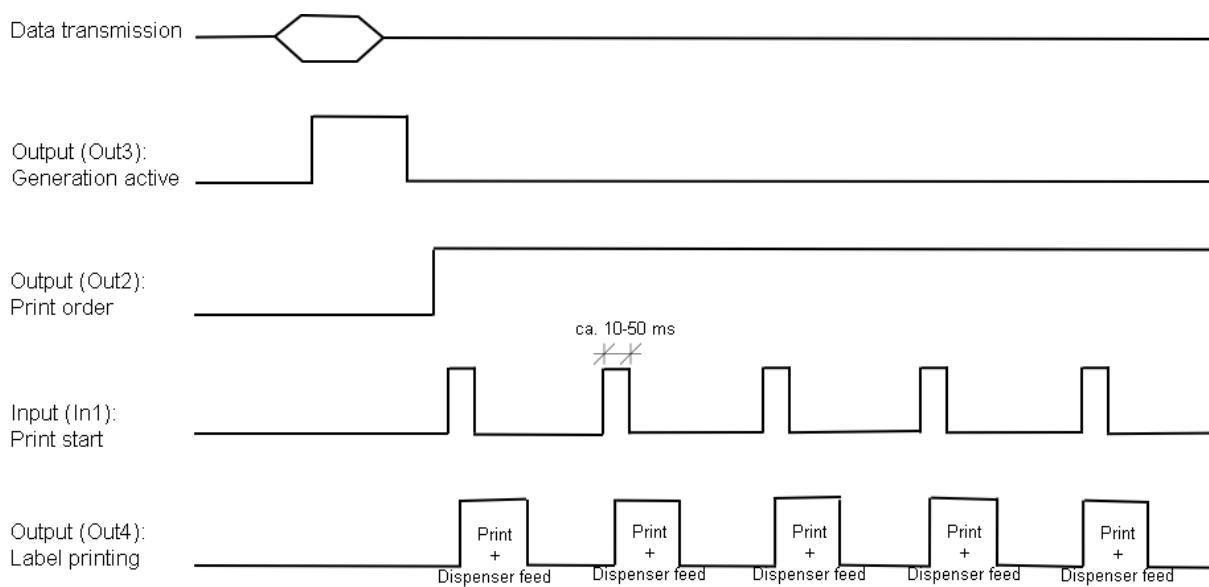 Data transmission
Output (Out3):
Generation active
Output (Out2):
Print order
ca. 10-50 ms
Input (In1):
Print start
Output (Out4):
Label printing
Print
+
Dispenser feed
Print
+
Dispenser feed
Print
+
Dispenser feed
Print
+
Dispenser feed
Print
+
Dispenser feed